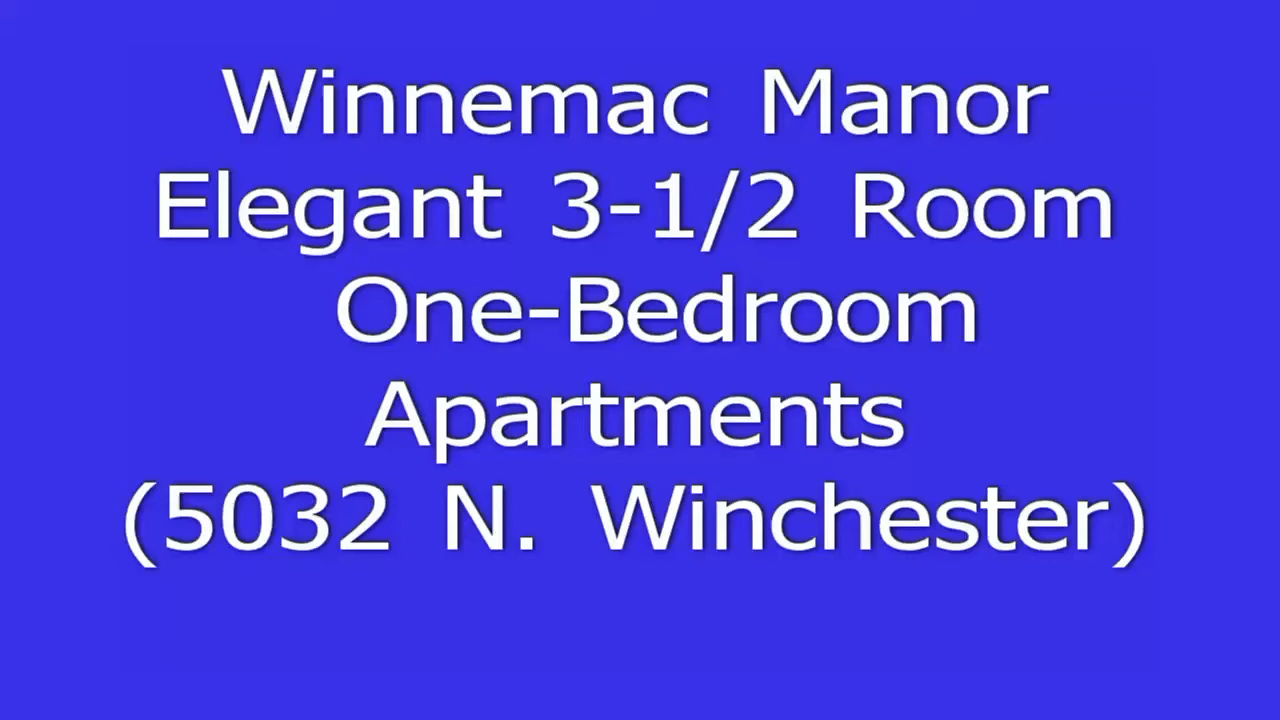 Winnemac Manor
Elegant 3-1/2 Room
One-Bedroom
Apartments
(5032 N. Winchester)